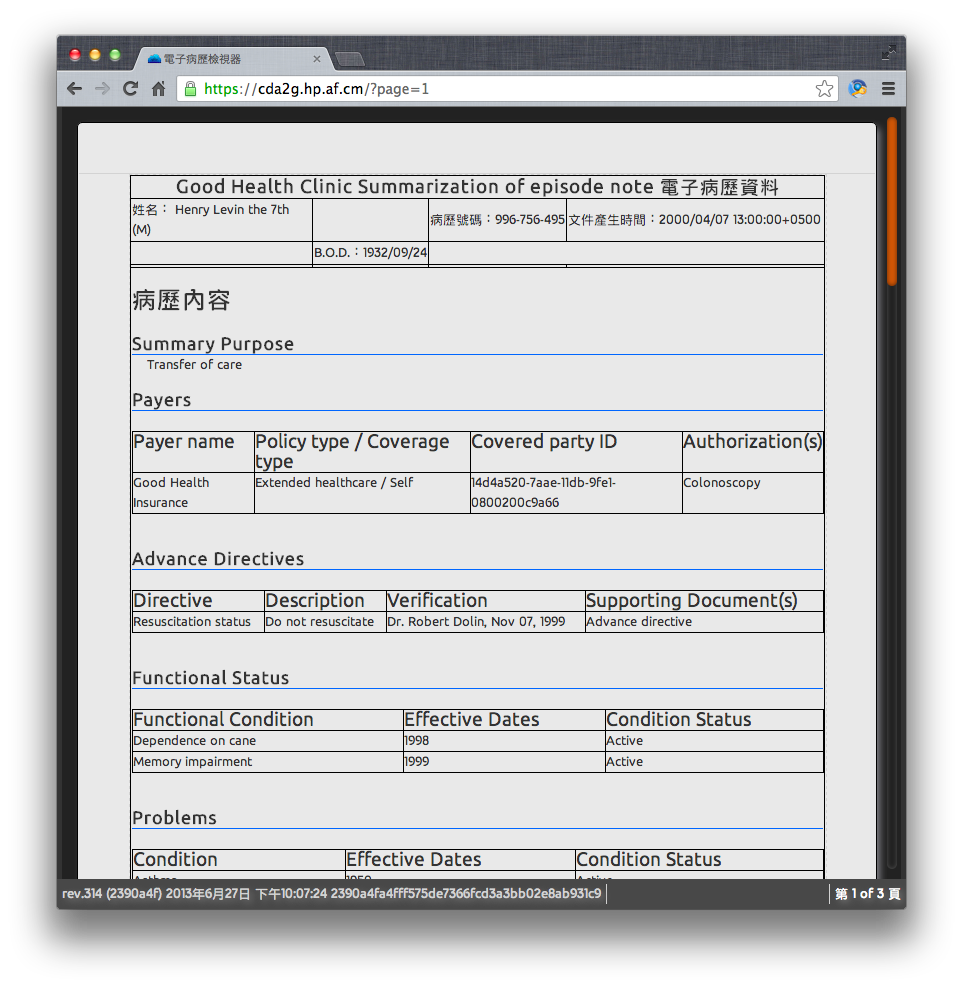 電子病歷檢視器
https://cda2g.hp.af.cm/?page=1
Good Health Clinic Summarization of episode note 電子病歷資料
姓名： Henry Levin the 7th
(M)
病歷號碼：996-756-495
文件產生時間：2000/04/07 13:00:00+0500
B.O.D.：1932/09/24
病歷內容
Summary Purpose
Transfer of care
Payers
Payer name
Policy type / Coverage
type
Covered party ID
Authorization(s)
Good Health
Insurance
Extended healthcare / Self
14d4a520-7aae-11db-9fe1-
0800200c9a66
Colonoscopy
Advance Directives
Directive
Description
Verification
Supporting Document(s)
Resuscitation status
Do not resuscitate
Dr. Robert Dolin, Nov 07, 1999
Advance directive
Functional Status
Functional Condition
Effective Dates
Condition Status
Dependence on cane
1998
Active
Memory impairment
1999
Active
Problems
Condition
Effective Dates
Condition Status
Asthma
1950
Active
rev.314 (2390a4f) 2013年6月27日 下午10:07:24 2390a4fa4fff575de7366fcd3a3bb02e8ab931c9
第 1 of 3 頁